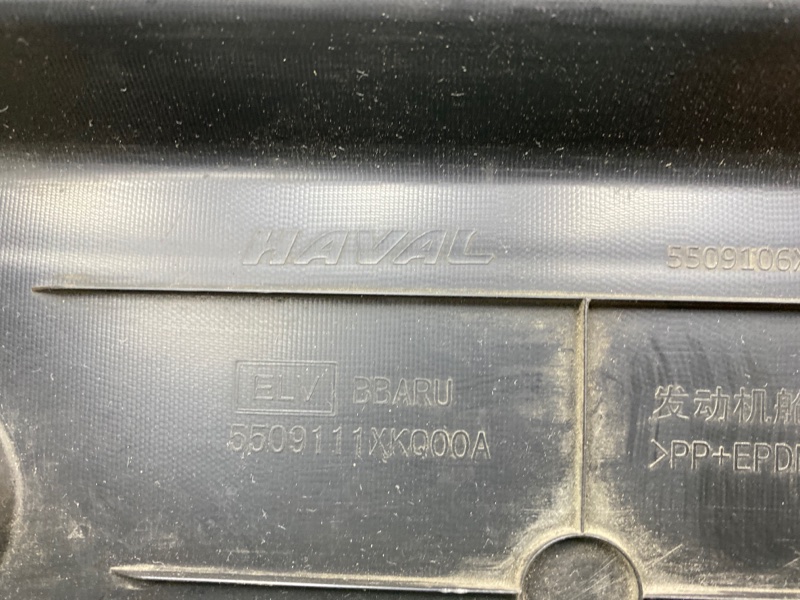 HAVAL
5509106X
ELV BBARU
5509111XKQ00A
发动机舱
>PP+EPDM